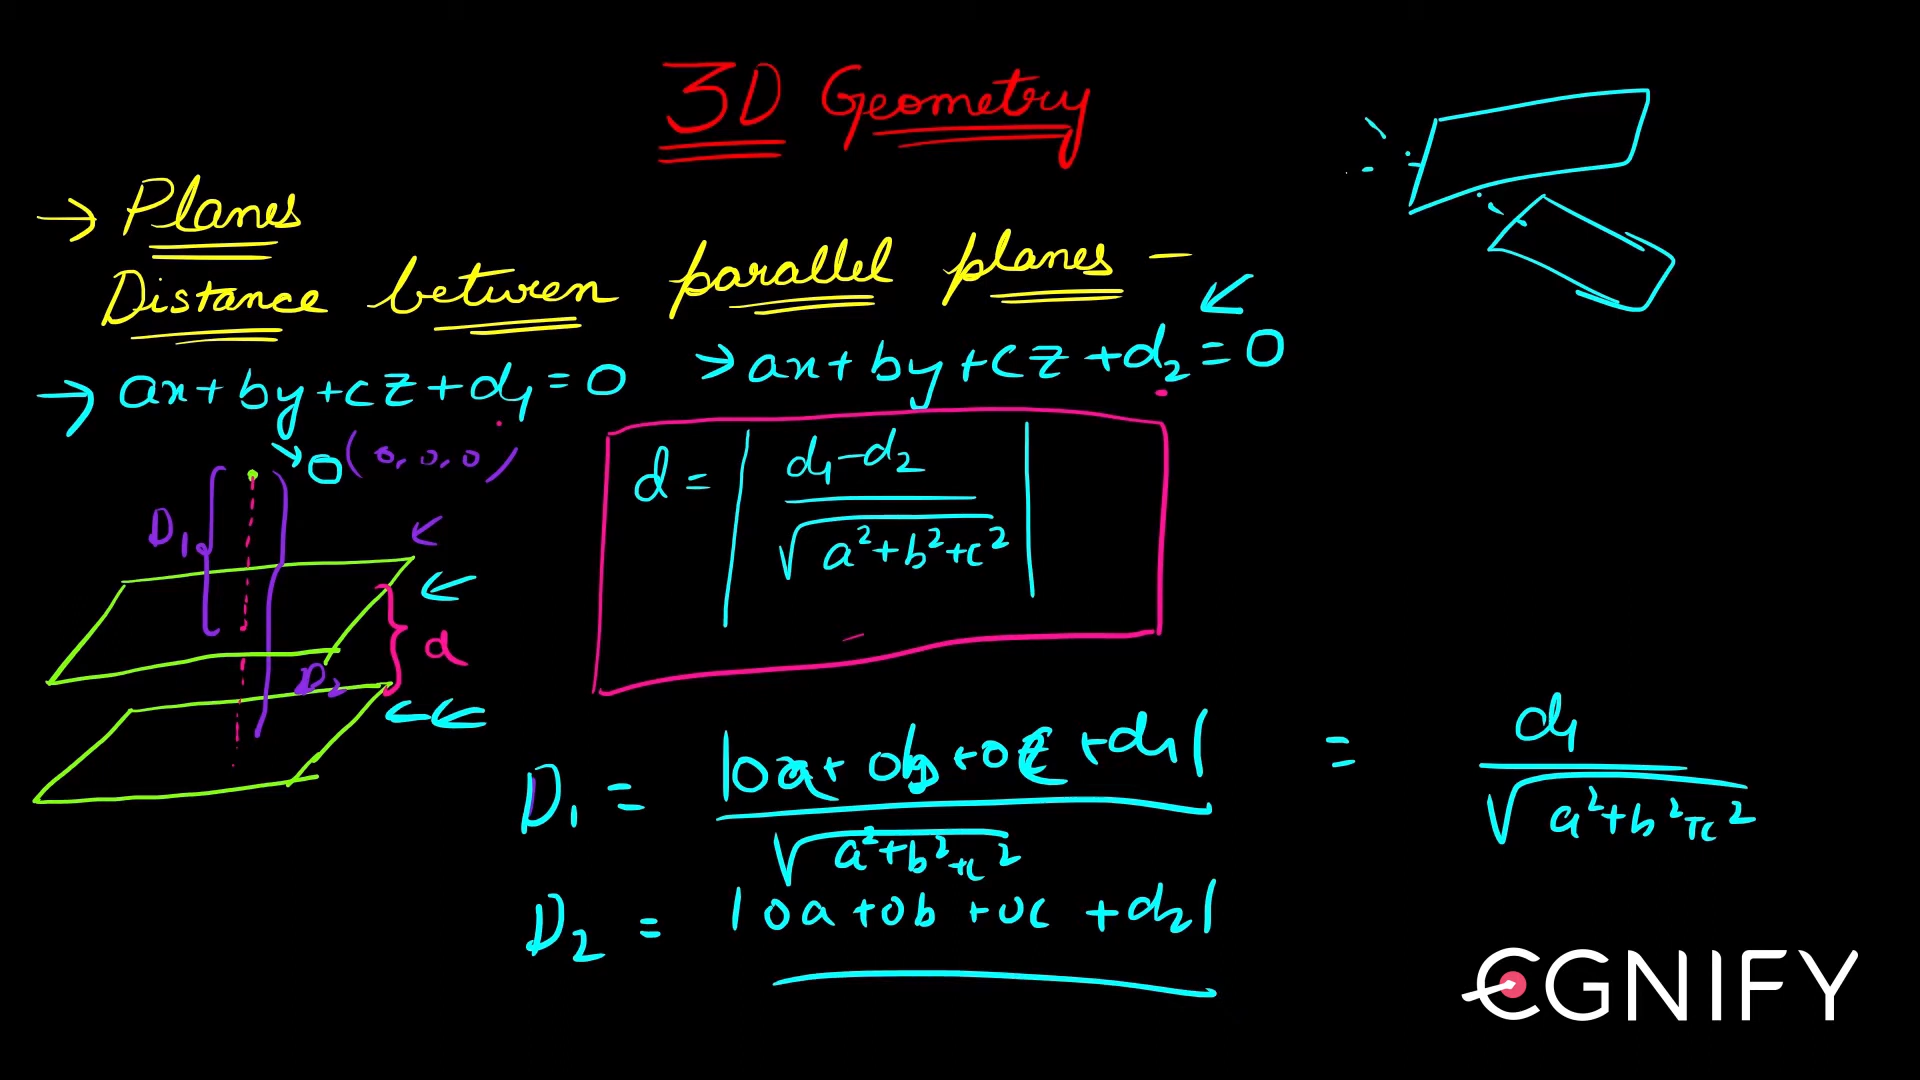 3D Geometry
→ Planes
Distance between parallel planes -
→ ax+by+cz+d₁=0 → ax+by+cz+d₂=0
O(0,0,0)
d = | d₁-d₂ / √a²+b²+c² |
D₁
d
D₂
D₁ = |0a+0b+0c+d₁| / √a²+b²+c² = d₁ / √a²+b²+c²
D₂ = |0a+0b+0c+d₂|
EGNIFY